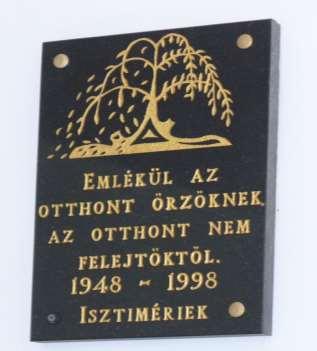 EMLÉKÜL AZ
OTTHONT ŐRZŐKNEK,
AZ OTTHONT NEM
FELEJTŐKTŐL.
1948 - 1998
ISZTIMÉRIEK